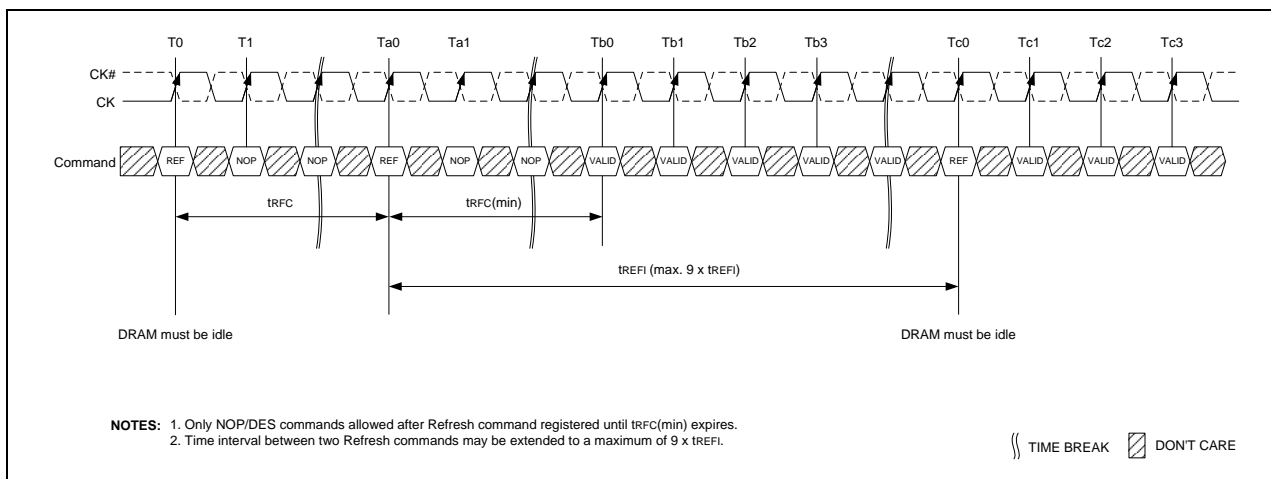 T0 T1 Ta0 Ta1 Tb0 Tb1 Tb2 Tb3 Tc0 Tc1 Tc2 Tc3
CK#
CK
Command REF NOP NOP REF NOP NOP VALID VALID VALID VALID VALID REF VALID VALID VALID
tRFC tRFC(min)
tREFI (max. 9 x tREFI)
DRAM must be idle DRAM must be idle
NOTES: 1. Only NOP/DES commands allowed after Refresh command registered until tRFC(min) expires.
2. Time interval between two Refresh commands may be extended to a maximum of 9 x tREFI.
TIME BREAK DON'T CARE